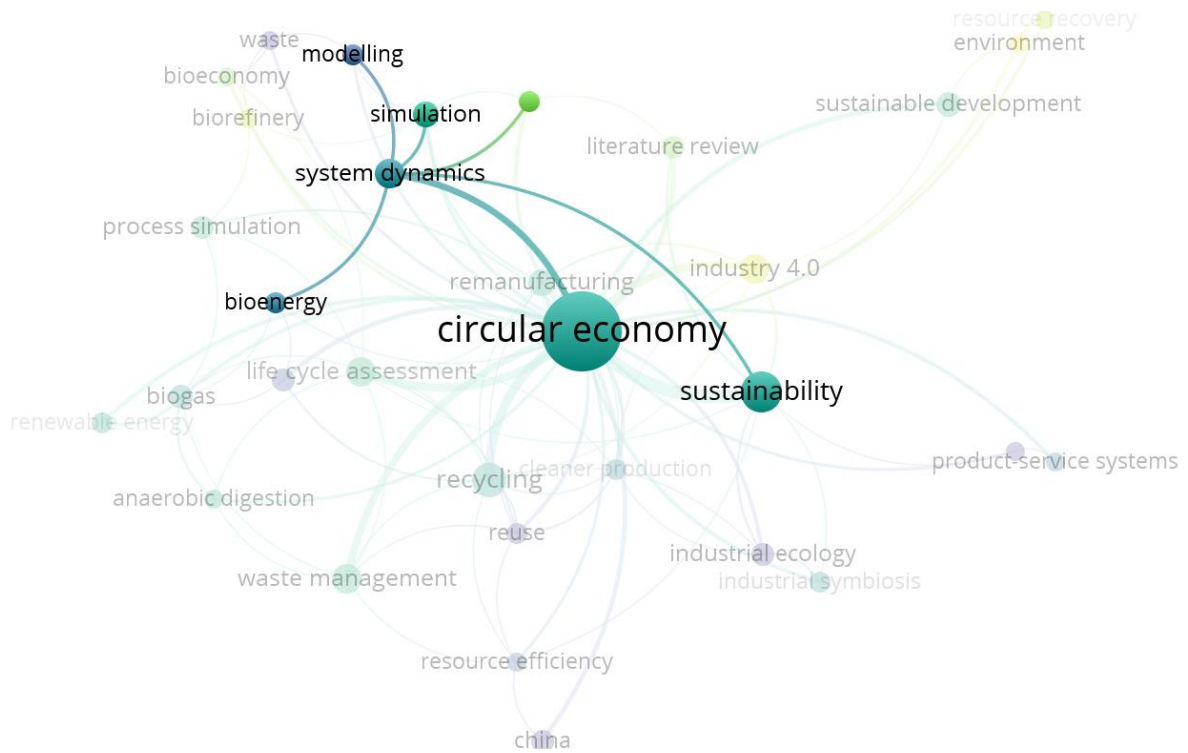 resource recovery
waste
environment
modelling
bioeconomy
sustainable development
simulation
biorefinery
literature review
system dynamics
process simulation
industry 4.0
remanufacturing
bioenergy
circular economy
life cycle assessment
sustainability
biogas
renewable energy
product-service systems
cleaner production
recycling
anaerobic digestion
reuse
industrial ecology
waste management
industrial symbiosis
resource efficiency
china